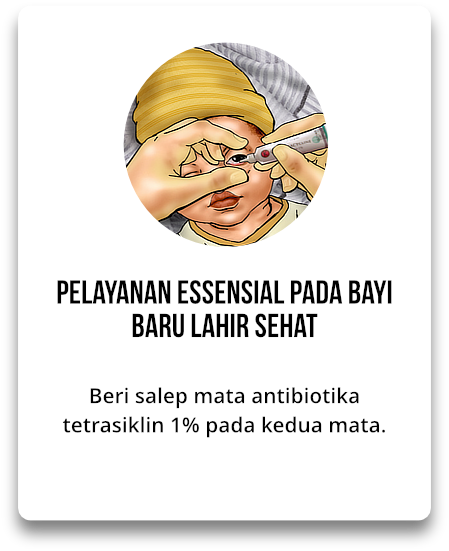 PELAYANAN ESSENSIAL PADA BAYI
BARU LAHIR SEHAT
Beri salep mata antibiotika
tetrasiklin 1% pada kedua mata.